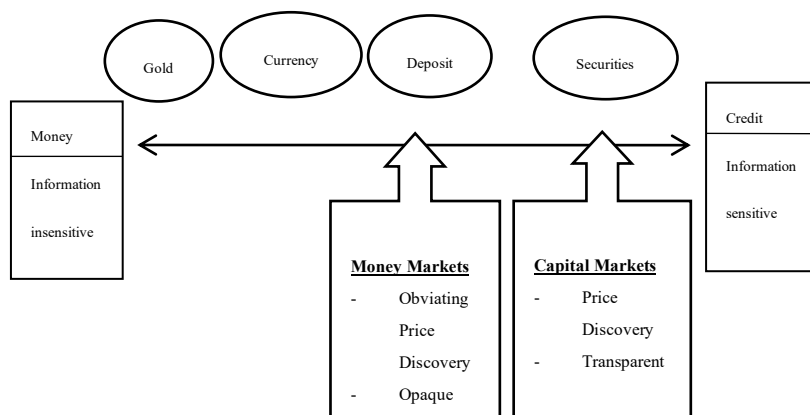 Gold
Currency
Deposit
Securities
Money
Information
insensitive
Credit
Information
sensitive
Money Markets
- Obviating
Price
Discovery
- Opaque
Capital Markets
- Price
Discovery
- Transparent